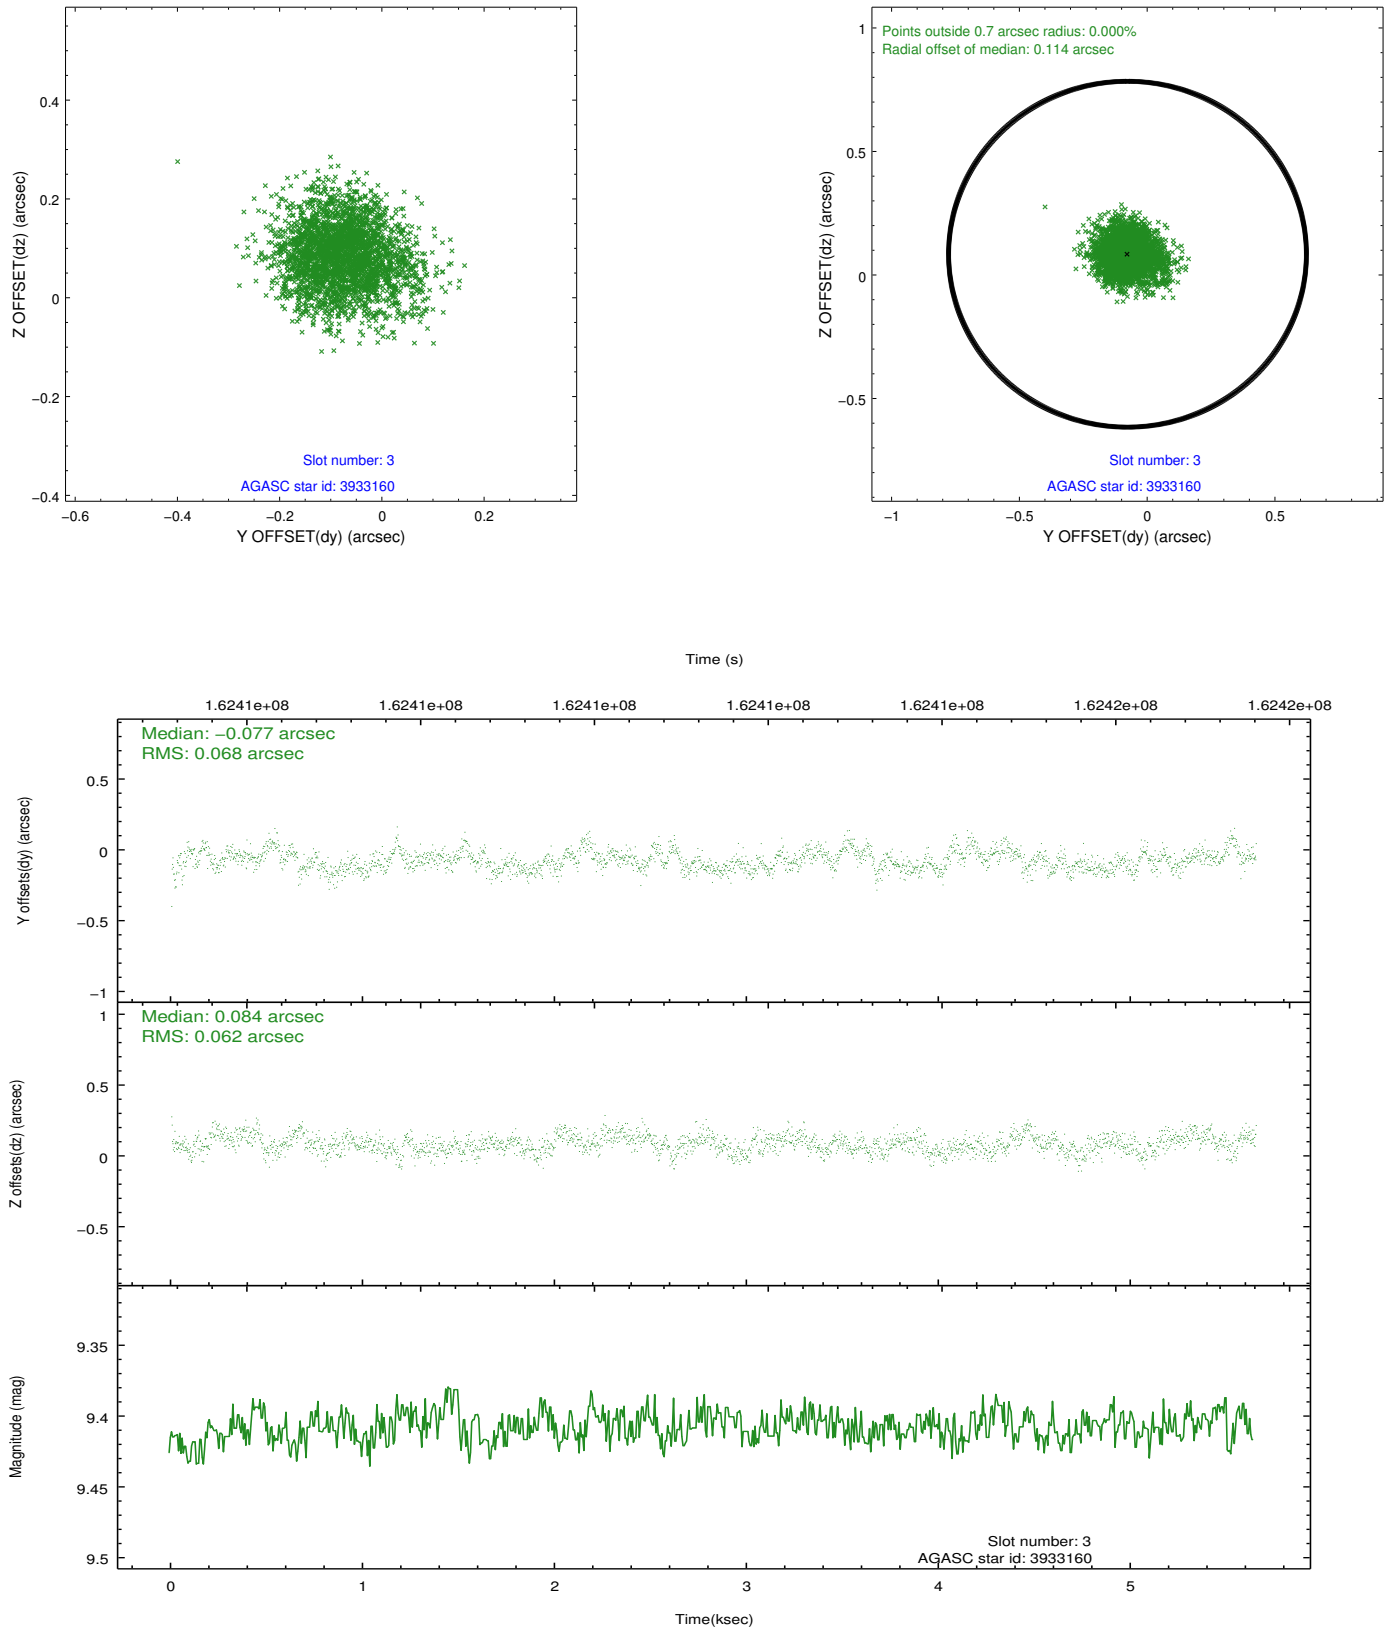 0.4
0.2
0
−0.2
−0.4
Z OFFSET(dz) (arcsec)
Slot number: 3
AGASC star id: 3933160
−0.6
−0.4
−0.2
0
0.2
Y OFFSET(dy) (arcsec)
Points outside 0.7 arcsec radius: 0.000%
Radial offset of median: 0.114 arcsec
1
0.5
0
−0.5
Z OFFSET(dz) (arcsec)
Slot number: 3
AGASC star id: 3933160
−1
−0.5
0
0.5
Y OFFSET(dy) (arcsec)
Time (s)
1.6241e+08
1.6241e+08
1.6241e+08
1.6241e+08
1.6241e+08
1.6242e+08
1.6242e+08
Median: −0.077 arcsec
RMS: 0.068 arcsec
0.5
0
−0.5
−1
Y offsets(dy) (arcsec)
Median: 0.084 arcsec
RMS: 0.062 arcsec
1
0.5
0
−0.5
Z offsets(dz) (arcsec)
9.35
9.4
9.45
9.5
Magnitude (mag)
Slot number: 3
AGASC star id: 3933160
0
1
2
3
4
5
Time(ksec)